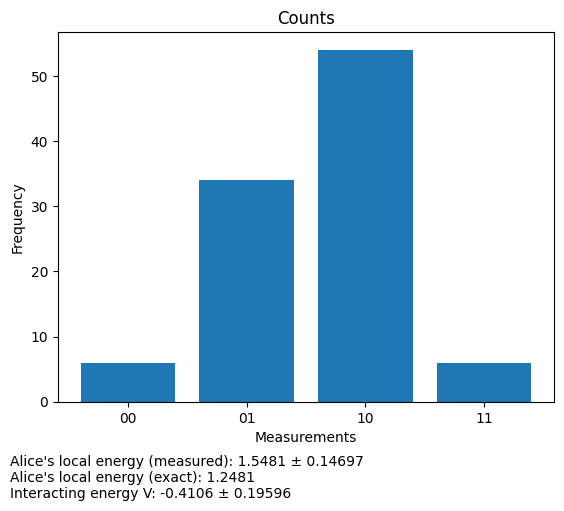 Counts
50
40
30
20
10
0
Frequency
00
01
10
11
Measurements
Alice's local energy (measured): 1.5481 ± 0.14697
Alice's local energy (exact): 1.2481
Interacting energy V: -0.4106 ± 0.19596